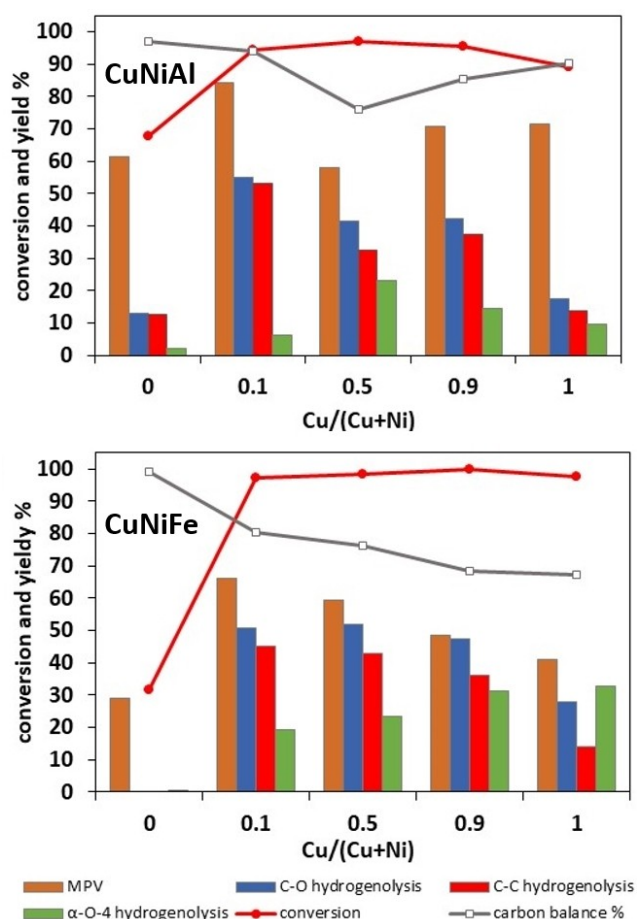 100
90
80
70
60
50
40
30
20
10
0
conversion and yield %
CuNiAl
0 0.1 0.5 0.9 1
Cu/(Cu+Ni)
100
90
80
70
60
50
40
30
20
10
0
conversion and yieldy %
CuNiFe
0 0.1 0.5 0.9 1
Cu/(Cu+Ni)
MPV C-O hydrogenolysis C-C hydrogenolysis
α-O-4 hydrogenolysis conversion carbon balance %